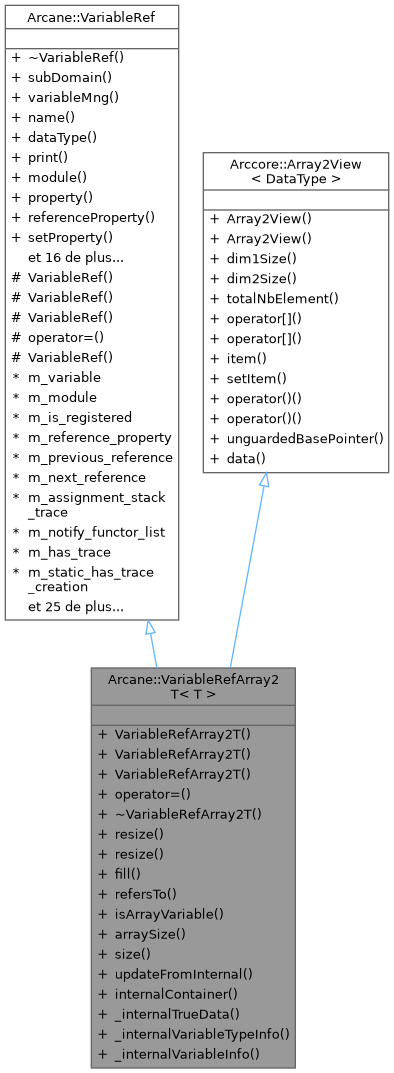 Arcane::VariableRef
+ ~VariableRef()
+ subDomain()
+ variableMng()
+ name()
+ dataType()
+ print()
+ module()
+ property()
+ referenceProperty()
+ setProperty()
et 16 de plus...
# VariableRef()
# VariableRef()
# VariableRef()
# operator=()
# VariableRef()
* m_variable
* m_module
* m_is_registered
* m_reference_property
* m_previous_reference
* m_next_reference
* m_assignment_stack
_trace
* m_notify_functor_list
* m_has_trace
* m_static_has_trace
_creation
et 25 de plus...
Arccore::Array2View
< DataType >
+ Array2View()
+ Array2View()
+ dim1Size()
+ dim2Size()
+ totalNbElement()
+ operator[]()
+ operator[]()
+ item()
+ setItem()
+ operator()()
+ operator()()
+ unguardedBasePointer()
+ data()
Arcane::VariableRefArray2
T< T >
+ VariableRefArray2T()
+ VariableRefArray2T()
+ VariableRefArray2T()
+ operator=()
+ ~VariableRefArray2T()
+ resize()
+ resize()
+ fill()
+ refersTo()
+ isArrayVariable()
+ arraySize()
+ size()
+ updateFromInternal()
+ internalContainer()
+ _internalTrueData()
+ _internalVariableTypeInfo()
+ _internalVariableInfo()